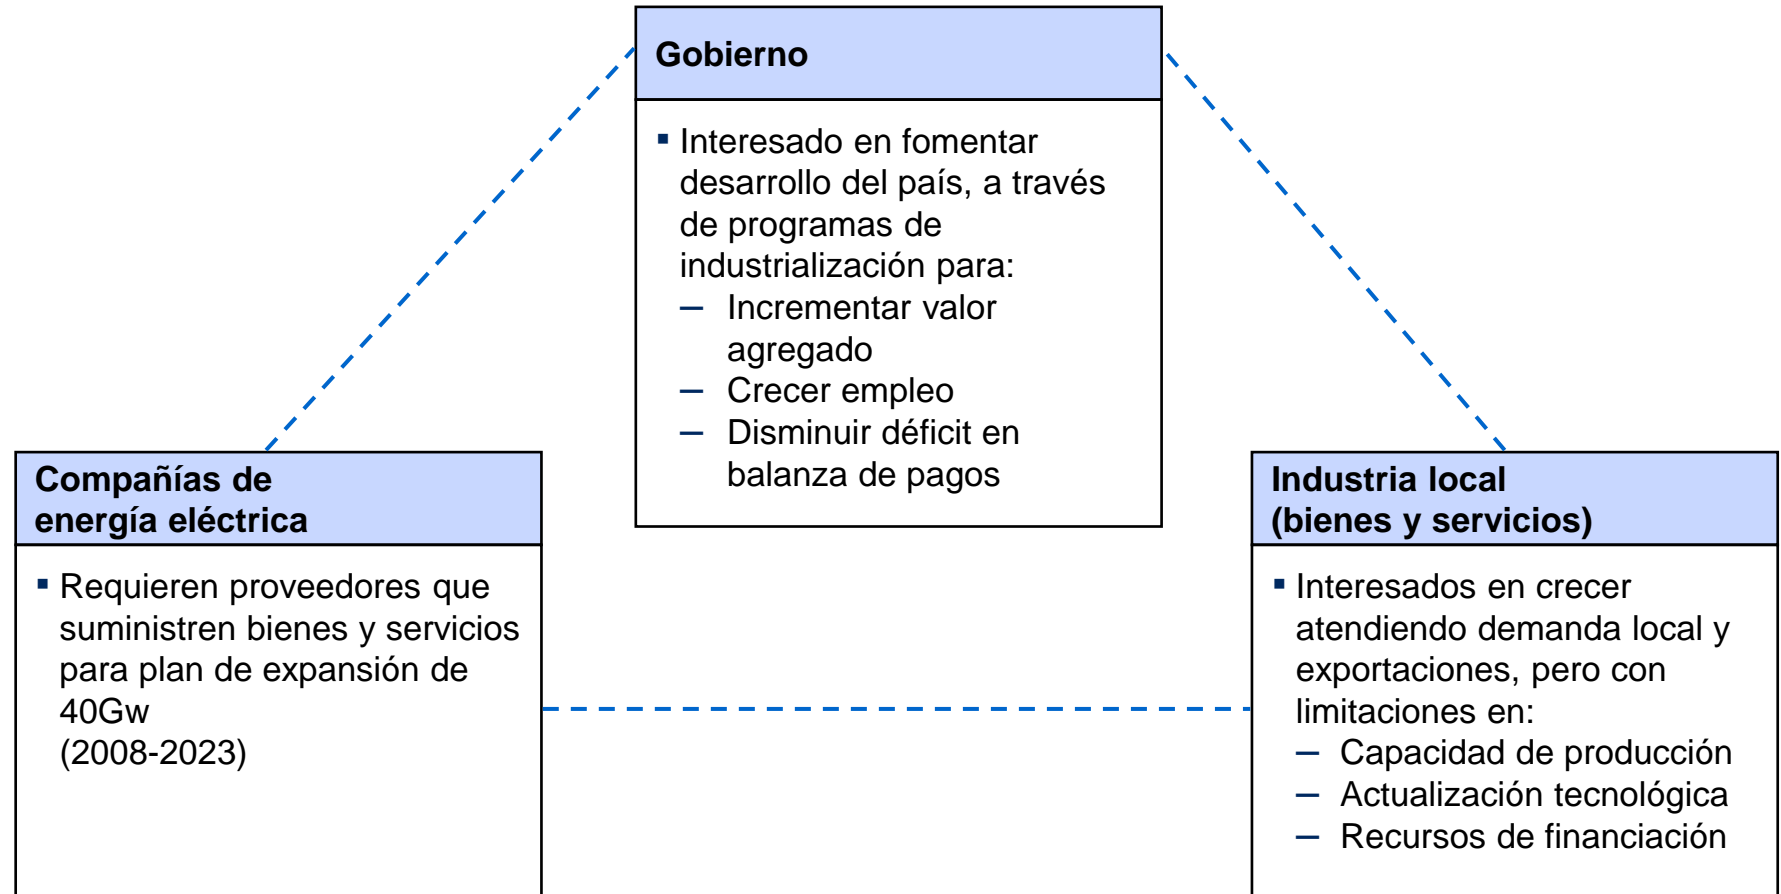 Gobierno
▪ Interesado en fomentar
desarrollo del país, a través
de programas de
industrialización para:
– Incrementar valor
agregado
– Crecer empleo
– Disminuir déficit en
balanza de pagos
Compañías de
energía eléctrica
▪ Requieren proveedores que
suministren bienes y servicios
para plan de expansión de
40Gw
(2008-2023)
Industria local
(bienes y servicios)
▪ Interesados en crecer
atendiendo demanda local y
exportaciones, pero con
limitaciones en:
– Capacidad de producción
– Actualización tecnológica
– Recursos de financiación